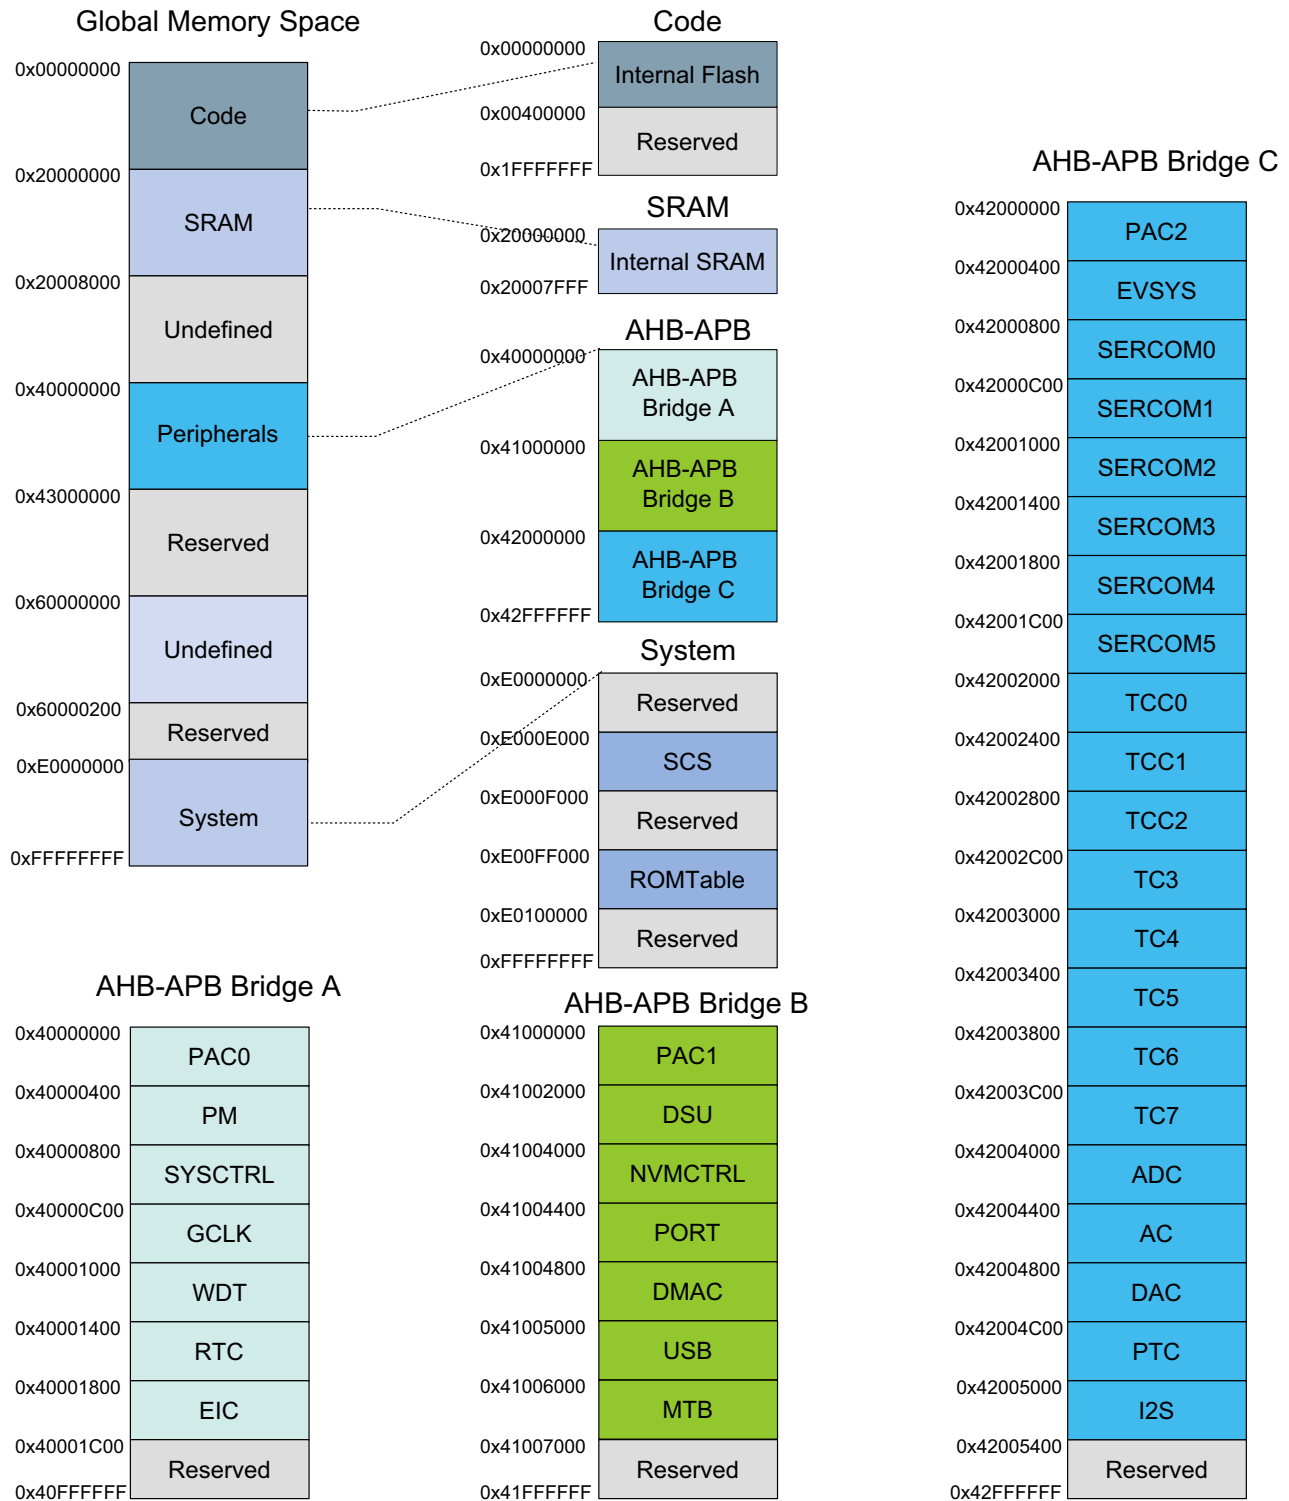 Global Memory Space
0x00000000
Code
0x20000000
SRAM
0x20008000
Undefined
0x40000000
Peripherals
0x43000000
Reserved
0x60000000
Undefined
0x60000200
Reserved
0xE0000000
System
0xFFFFFFFF
Code
0x00000000
Internal Flash
0x00400000
Reserved
0x1FFFFFFF
SRAM
0x20000000
Internal SRAM
0x20007FFF
AHB-APB
0x40000000
AHB-APB
Bridge A
0x41000000
AHB-APB
Bridge B
0x42000000
AHB-APB
Bridge C
0x42FFFFFF
System
0xE0000000
Reserved
0xE000E000
SCS
0xE000F000
Reserved
0xE00FF000
ROMTable
0xE0100000
Reserved
0xFFFFFFFF
AHB-APB Bridge A
0x40000000
PAC0
0x40000400
PM
0x40000800
SYSCTRL
0x40000C00
GCLK
0x40001000
WDT
0x40001400
RTC
0x40001800
EIC
0x40001C00
Reserved
0x40FFFFFF
AHB-APB Bridge B
0x41000000
PAC1
0x41002000
DSU
0x41004000
NVMCTRL
0x41004400
PORT
0x41004800
DMAC
0x41005000
USB
0x41006000
MTB
0x41007000
Reserved
0x41FFFFFF
AHB-APB Bridge C
0x42000000
PAC2
0x42000400
EVSYS
0x42000800
SERCOM0
0x42000C00
SERCOM1
0x42001000
SERCOM2
0x42001400
SERCOM3
0x42001800
SERCOM4
0x42001C00
SERCOM5
0x42002000
TCC0
0x42002400
TCC1
0x42002800
TCC2
0x42002C00
TC3
0x42003000
TC4
0x42003400
TC5
0x42003800
TC6
0x42003C00
TC7
0x42004000
ADC
0x42004400
AC
0x42004800
DAC
0x42004C00
PTC
0x42005000
I2S
0x42005400
Reserved
0x42FFFFFF